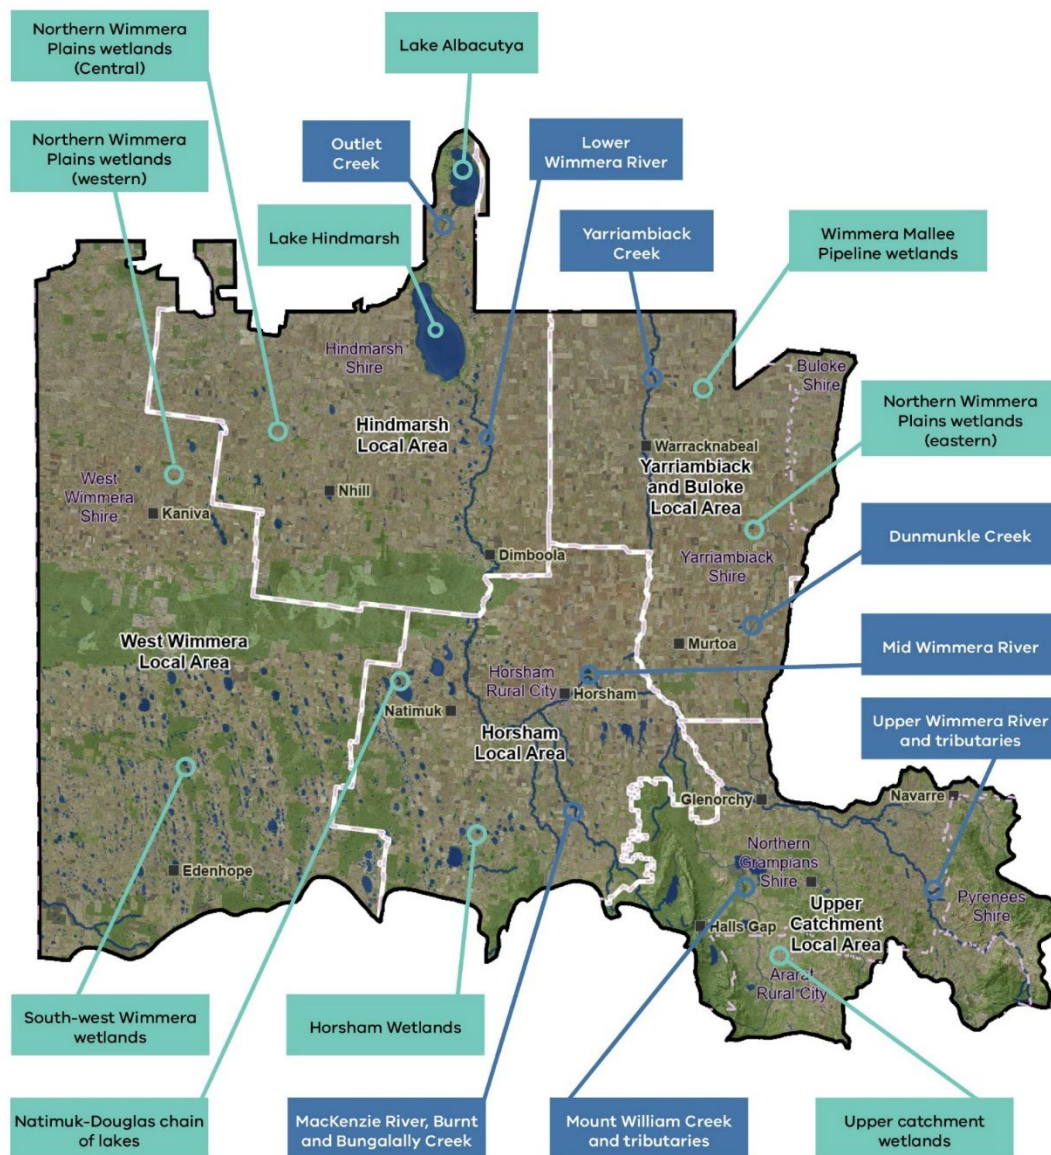 Northern Wimmera
Plains wetlands
(Central)
Lake Albacutya
Northern Wimmera
Plains wetlands
(western)
Outlet
Creek
Lower
Wimmera River
Lake Hindmarsh
Yarriambiack
Creek
Wimmera Mallee
Pipeline wetlands
Hindmarsh
Shire
Buloke
Shire
Northern Wimmera
Plains wetlands
(eastern)
Hindmarsh
Local Area
Warracknabeal
Yarriambiack
and Buloke
Local Area
West
Wimmera
Shire
Nhill
Kaniva
Dunmunkle Creek
Dimboola
Yarriambiack
Shire
West Wimmera
Local Area
Murtoa
Mid Wimmera River
Horsham
Rural City
Horsham
Natimuk
Horsham
Local Area
Upper Wimmera River
and tributaries
Glenorchy
Navarre
Edenhope
Northern
Grampians
Shire
Pyrenees
Shire
Upper
Catchment
Local Area
Halls Gap
Ararat
Rural City
South-west Wimmera
wetlands
Horsham Wetlands
Natimuk-Douglas chain
of lakes
MacKenzie River, Burnt
and Bungalally Creek
Mount William Creek
and tributaries
Upper catchment
wetlands